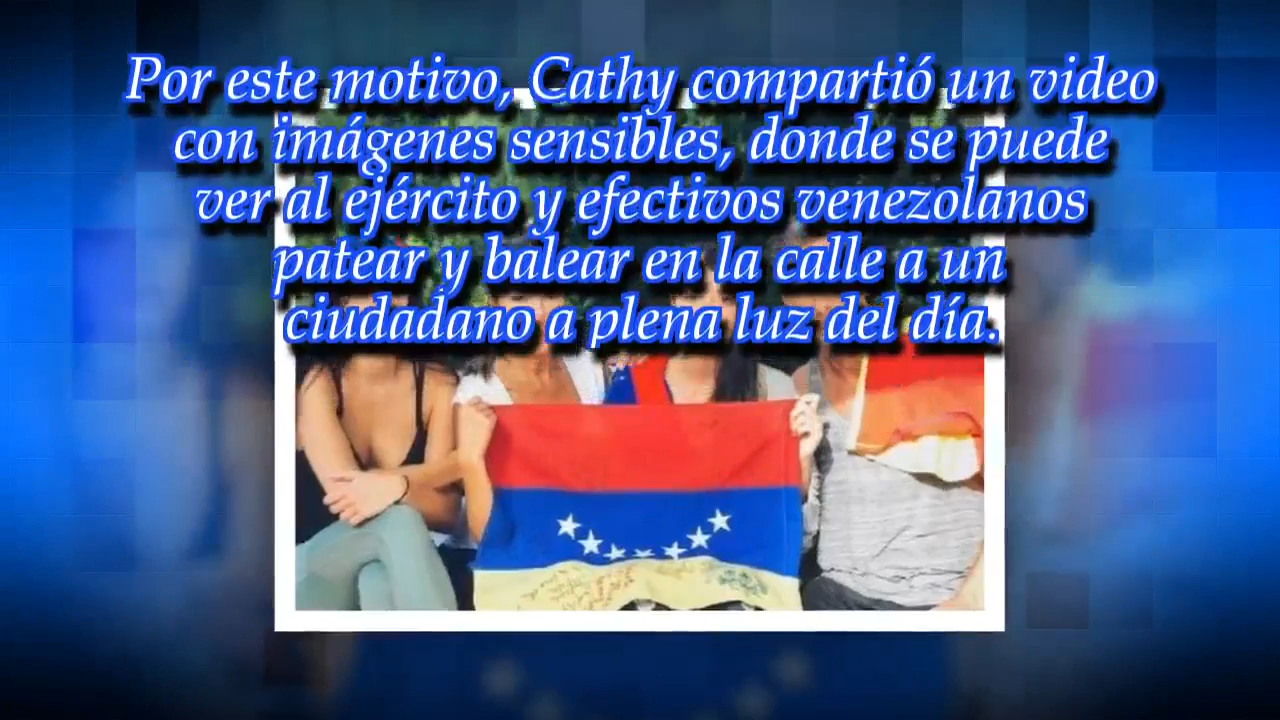 Por este motivo, Cathy compartió un video
con imágenes sensibles, donde se puede
ver al ejército y efectivos venezolanos
patear y balear en la calle a un
ciudadano a plena luz del día.